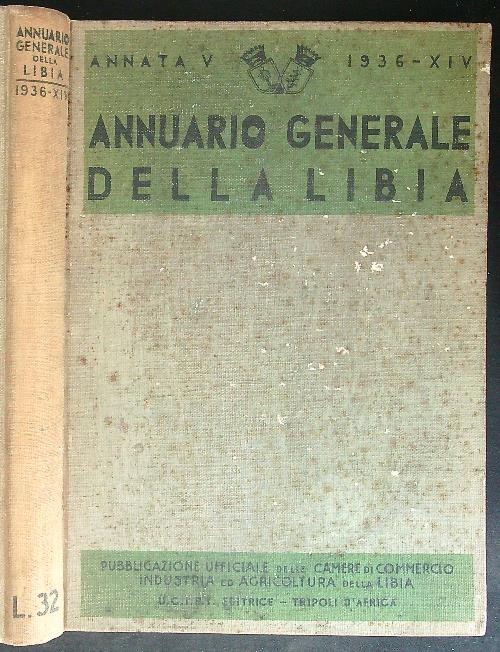 ANNUARIO
GENERALE
DELLA
LIBIA
1936-XIV
L. 32
ANNATA V 1936-XIV
ANNUARIO GENERALE
DELLA LIBIA
PUBBLICAZIONE UFFICIALE DELLE CAMERE DI COMMERCIO
INDUSTRIA ED AGRICOLTURA DELLA LIBIA
EDITRICE - TRIPOLI D'AFRICA